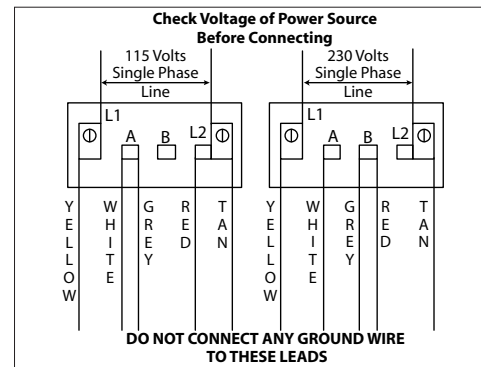 Check Voltage of Power Source
Before Connecting
115 Volts
Single Phase
Line
230 Volts
Single Phase
Line
L1
A
B
L2
L1
A
B
L2
YELLOW
WHITE
GREY
RED
TAN
YELLOW
WHITE
GREY
RED
TAN
DO NOT CONNECT ANY GROUND WIRE
TO THESE LEADS